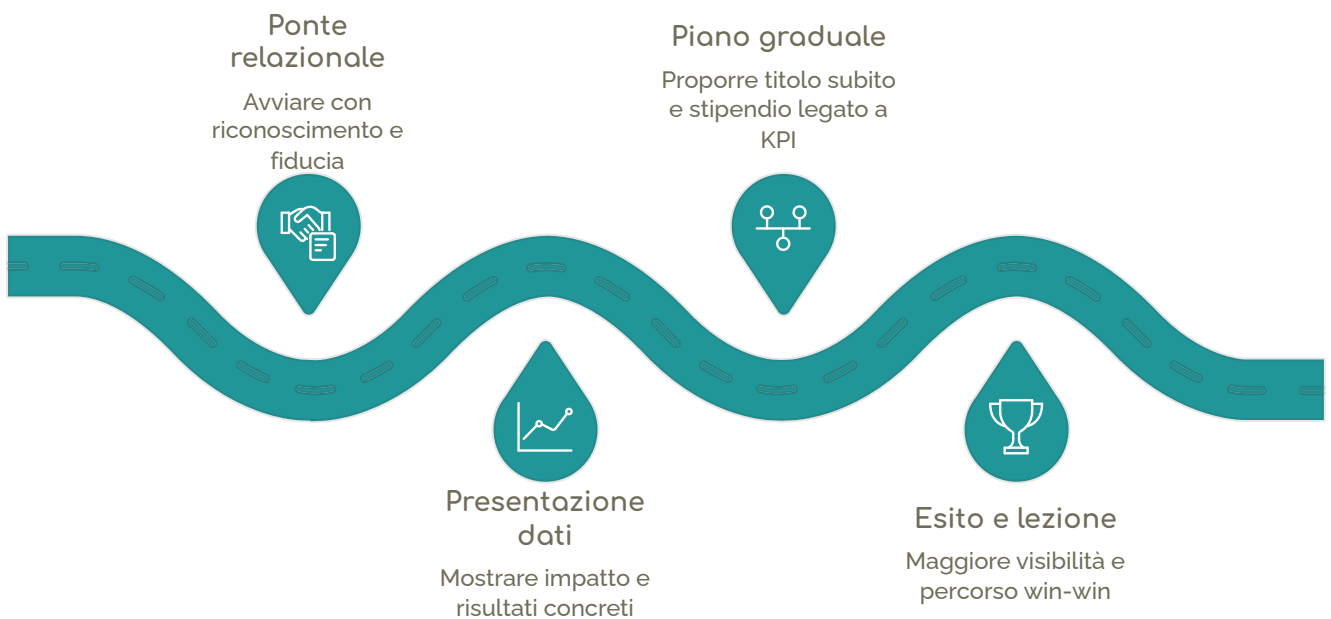 Ponte
relazionale
Avviare con
riconoscimento e
fiducia
Presentazione
dati
Mostrare impatto e
risultati concreti
Piano graduale
Proporre titolo subito
e stipendio legato a
KPI
Esito e lezione
Maggiore visibilità e
percorso win-win